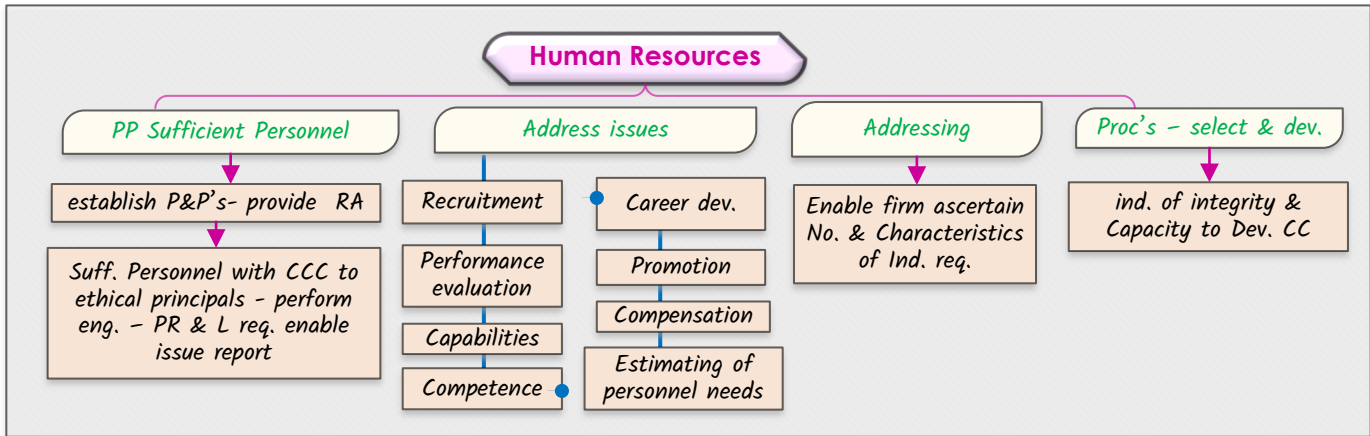 Human Resources
PP Sufficient Personnel
establish P&P's- provide RA
Suff. Personnel with CCC to
ethical principals - perform
eng. – PR & L req. enable
issue report
Address issues
Recruitment
Performance
evaluation
Capabilities
Competence
Career dev.
Promotion
Compensation
Estimating of
personnel needs
Addressing
Enable firm ascertain
No. & Characteristics
of Ind. req.
Proc's – select & dev.
ind. of integrity &
Capacity to Dev. CC